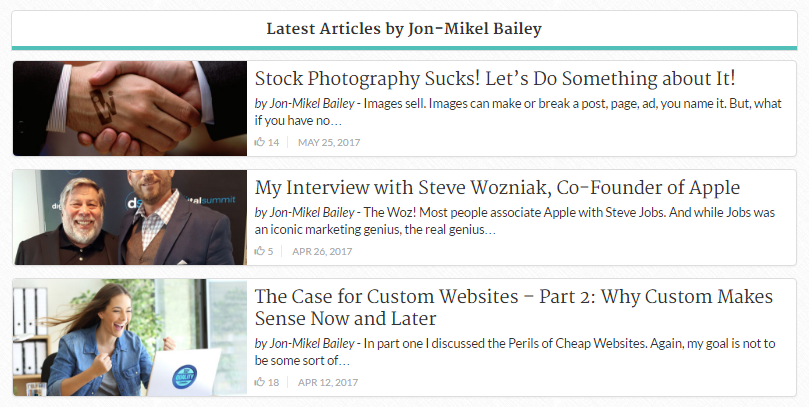 Latest Articles by Jon-Mikel Bailey
Stock Photography Sucks! Let’s Do Something about It!
by Jon-Mikel Bailey - Images sell. Images can make or break a post, page, ad, you name it. But, what
if you have no…
14 MAY 25, 2017
My Interview with Steve Wozniak, Co-Founder of Apple
by Jon-Mikel Bailey - The Woz! Most people associate Apple with Steve Jobs. And while Jobs was
an iconic marketing genius, the real genius…
5 APR 26, 2017
The Case for Custom Websites – Part 2: Why Custom Makes
Sense Now and Later
by Jon-Mikel Bailey - In part one I discussed the Perils of Cheap Websites. Again, my goal is not to
be some sort of…
18 APR 12, 2017